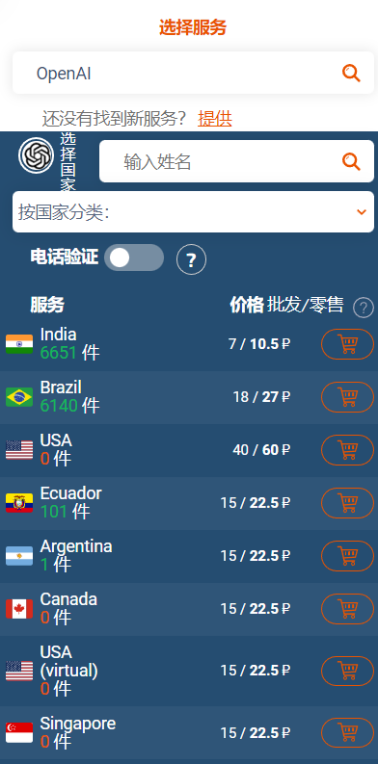 选择服务
OpenAI
还没有找到新服务? 提供
选择国家
输入姓名
按国家分类:
电话验证 ?
服务 价格 批发/零售 ?
India
6651 件
7 / 10.5 ₽
Brazil
6140 件
18 / 27 ₽
USA
0 件
40 / 60 ₽
Ecuador
101 件
15 / 22.5 ₽
Argentina
1 件
15 / 22.5 ₽
Canada
0 件
15 / 22.5 ₽
USA
(virtual)
0 件
15 / 22.5 ₽
Singapore
0 件
15 / 22.5 ₽